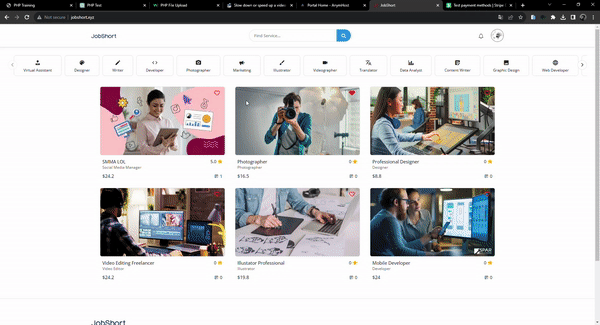 PHP Training
PHP Test
PHP File Upload
Slow down or speed up a video
Portal Home - AnymHost
JobShort
Test payment methods | Stripe
Not secure | jobshort.xyz
JobShort
Find Service...
Virtual Assistant
Designer
Writer
Developer
Photographer
Marketing
Illustrator
Videographer
Translator
Data Analyst
Content Writer
Graphic Design
Web Developer
SMMA LOL 5.0
Social Media Manager
$24.2 1
Photographer 0
Photographer
$16.5 0
Professional Designer 0
Designer
$8.8 0
Video Editing Freelancer 0
Video Editor
$24.2 0
Illustator Professional 0
Illustrator
$19.8 0
Mobile Developer 0
Developer
$24 0
JobShort